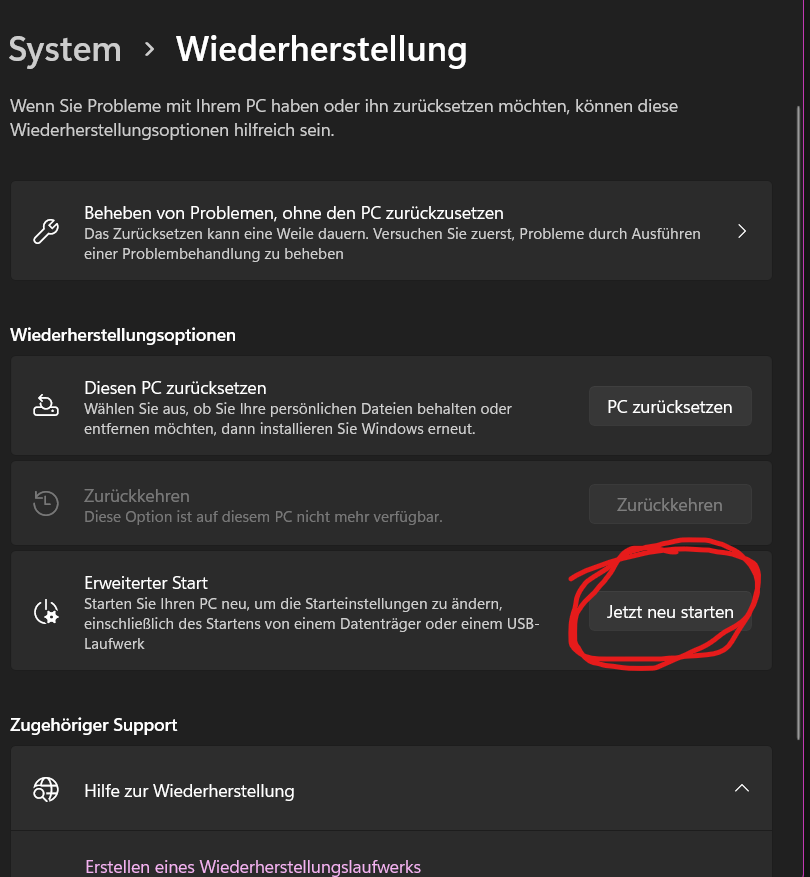 System > Wiederherstellung
Wenn Sie Probleme mit Ihrem PC haben oder ihn zurücksetzen möchten, können diese
Wiederherstellungsoptionen hilfreich sein.
Beheben von Problemen, ohne den PC zurückzusetzen
Das Zurücksetzen kann eine Weile dauern. Versuchen Sie zuerst, Probleme durch Ausführen
einer Problembehandlung zu beheben
Wiederherstellungsoptionen
Diesen PC zurücksetzen
Wählen Sie aus, ob Sie Ihre persönlichen Dateien behalten oder
entfernen möchten, dann installieren Sie Windows erneut.
PC zurücksetzen
Zurückkehren
Diese Option ist auf diesem PC nicht mehr verfügbar.
Zurückkehren
Erweiterter Start
Starten Sie Ihren PC neu, um die Starteinstellungen zu ändern,
einschließlich des Startens von einem Datenträger oder einem USB-
Laufwerk
Jetzt neu starten
Zugehöriger Support
Hilfe zur Wiederherstellung
Erstellen eines Wiederherstellungslaufwerks